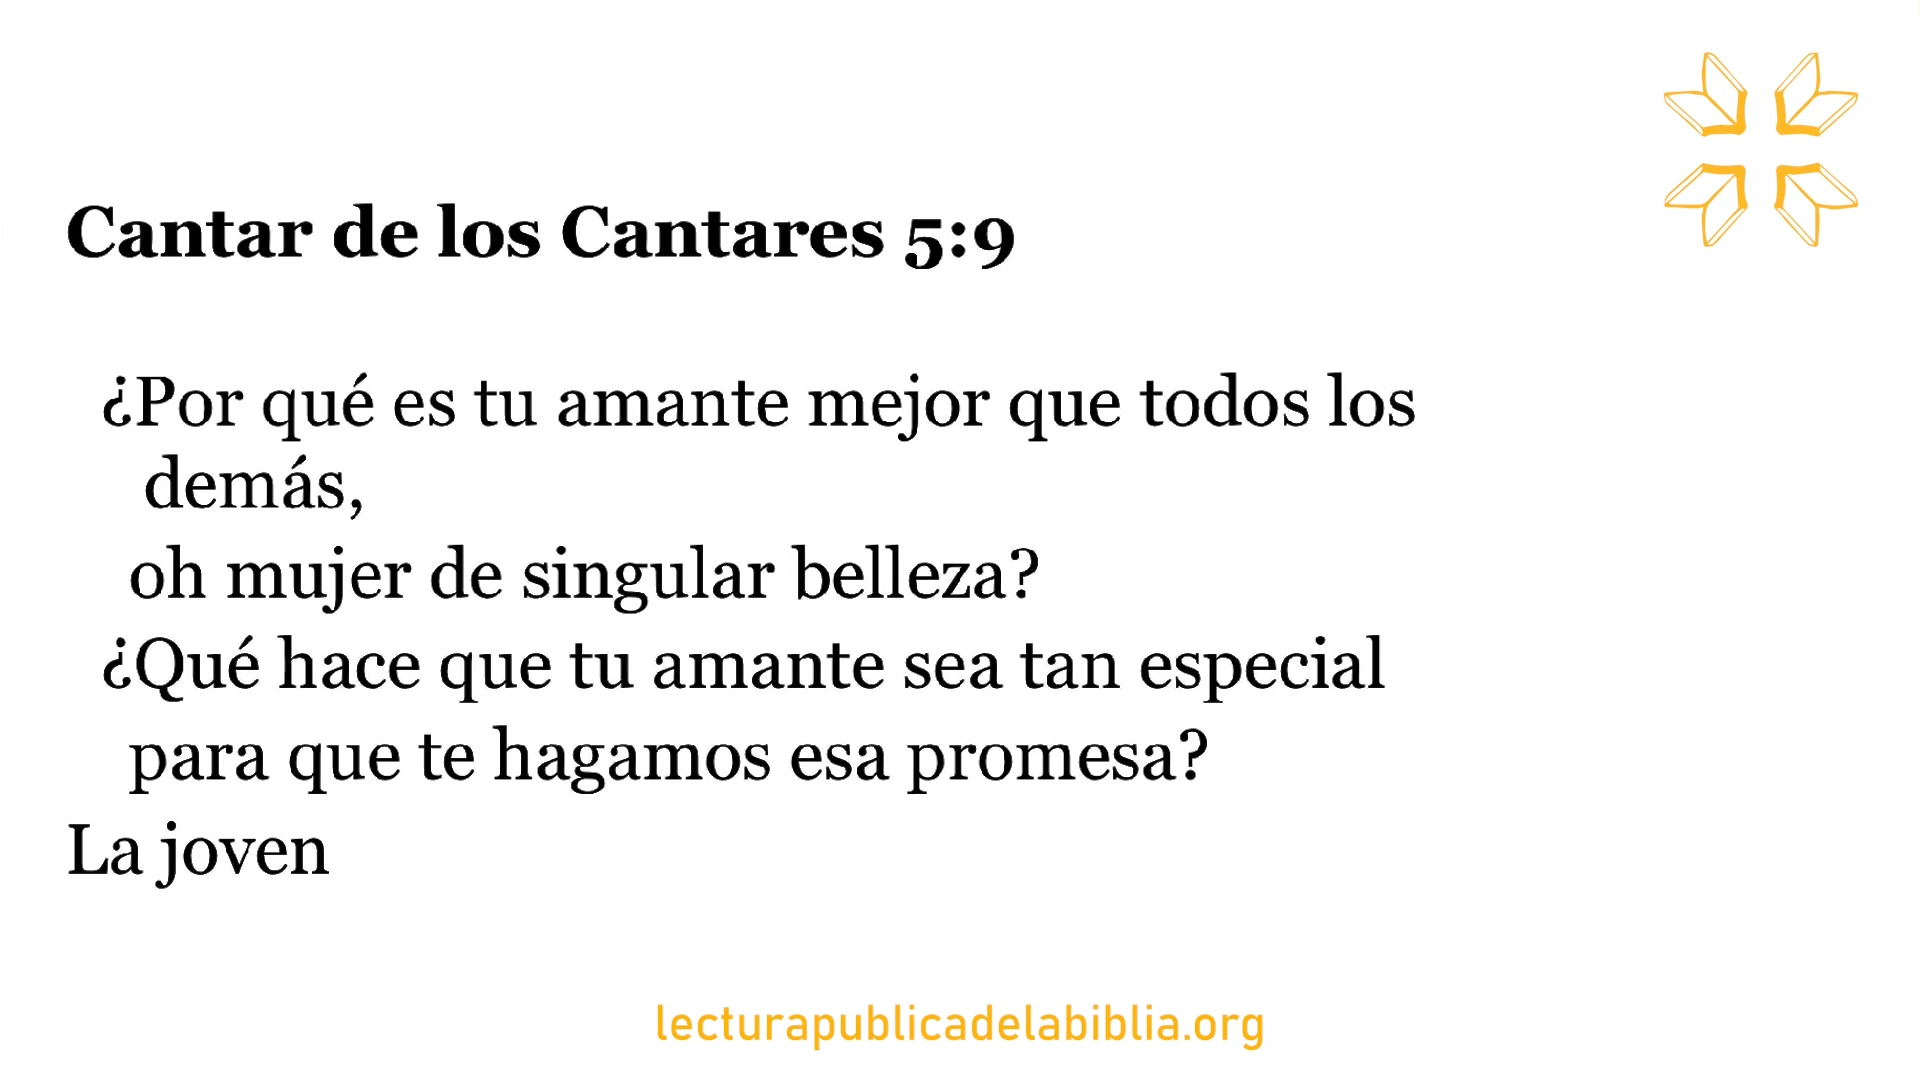 Cantar de los Cantares 5:9
¿Por qué es tu amante mejor que todos los
demás,
oh mujer de singular belleza?
¿Qué hace que tu amante sea tan especial
para que te hagamos esa promesa?
La joven
lecturapublicadelabiblia.org